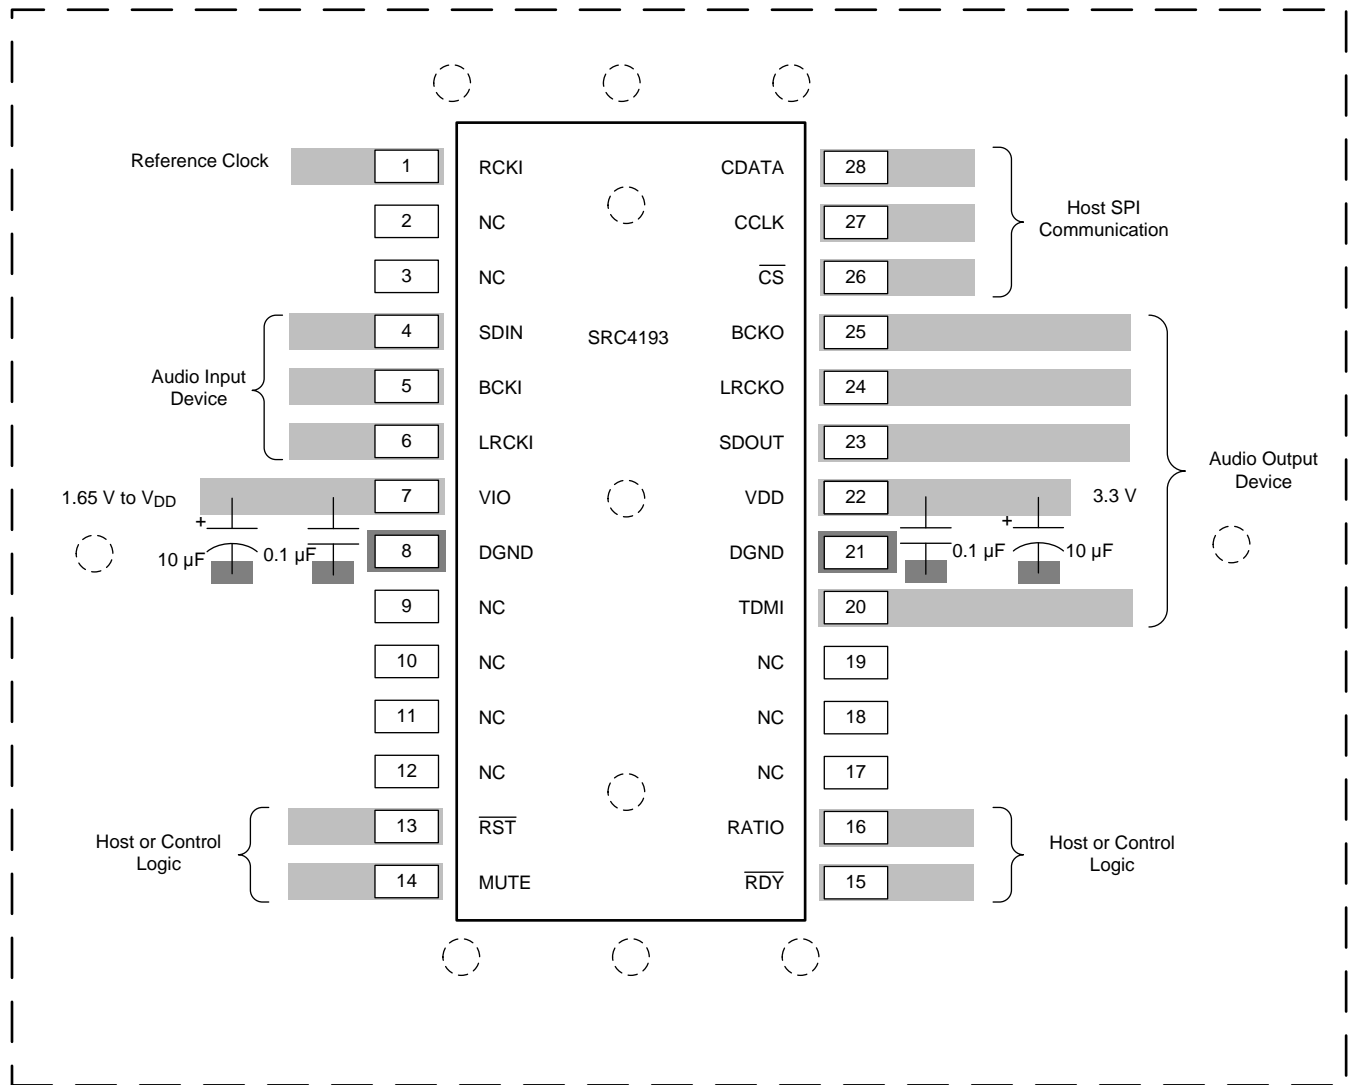 Reference Clock
1
RCKI
CDATA
28
2
NC
CCLK
27
Host SPI
Communication
3
NC
CS
26
4
SDIN
SRC4193
BCKO
25
Audio Input
Device
5
BCKI
LRCKO
24
6
LRCKI
SDOUT
23
Audio Output
Device
1.65 V to VDD
7
VIO
VDD
22
3.3 V
+
10 µF
0.1 µF
8
DGND
DGND
21
0.1 µF
+
10 µF
9
NC
TDMI
20
10
NC
NC
19
11
NC
NC
18
12
NC
NC
17
Host or Control
Logic
13
RST
RATIO
16
Host or Control
Logic
14
MUTE
RDY
15